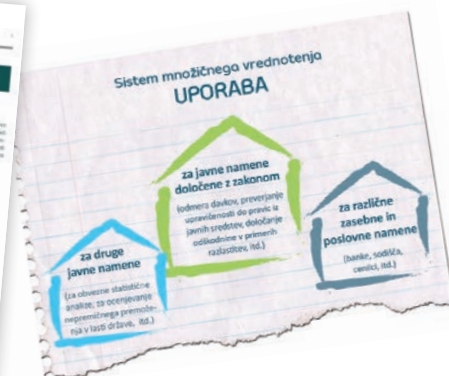 Sistem množičnega vrednotenja
UPORABA
za javne namene
določene z zakonom
(odmera davkov, preverjanje
upravičenosti do pravic iz
javnih sredstev, določanje
odškodnine v primerih
razlastitev, itd.)
za druge
javne namene
(za obvezne statistične
analize, za ocenjevanje
nepremičnega premože-
nja v lasti države, itd.)
za različne
zasebne in
poslovne namene
(banke, sodišča,
cenilci, itd.)